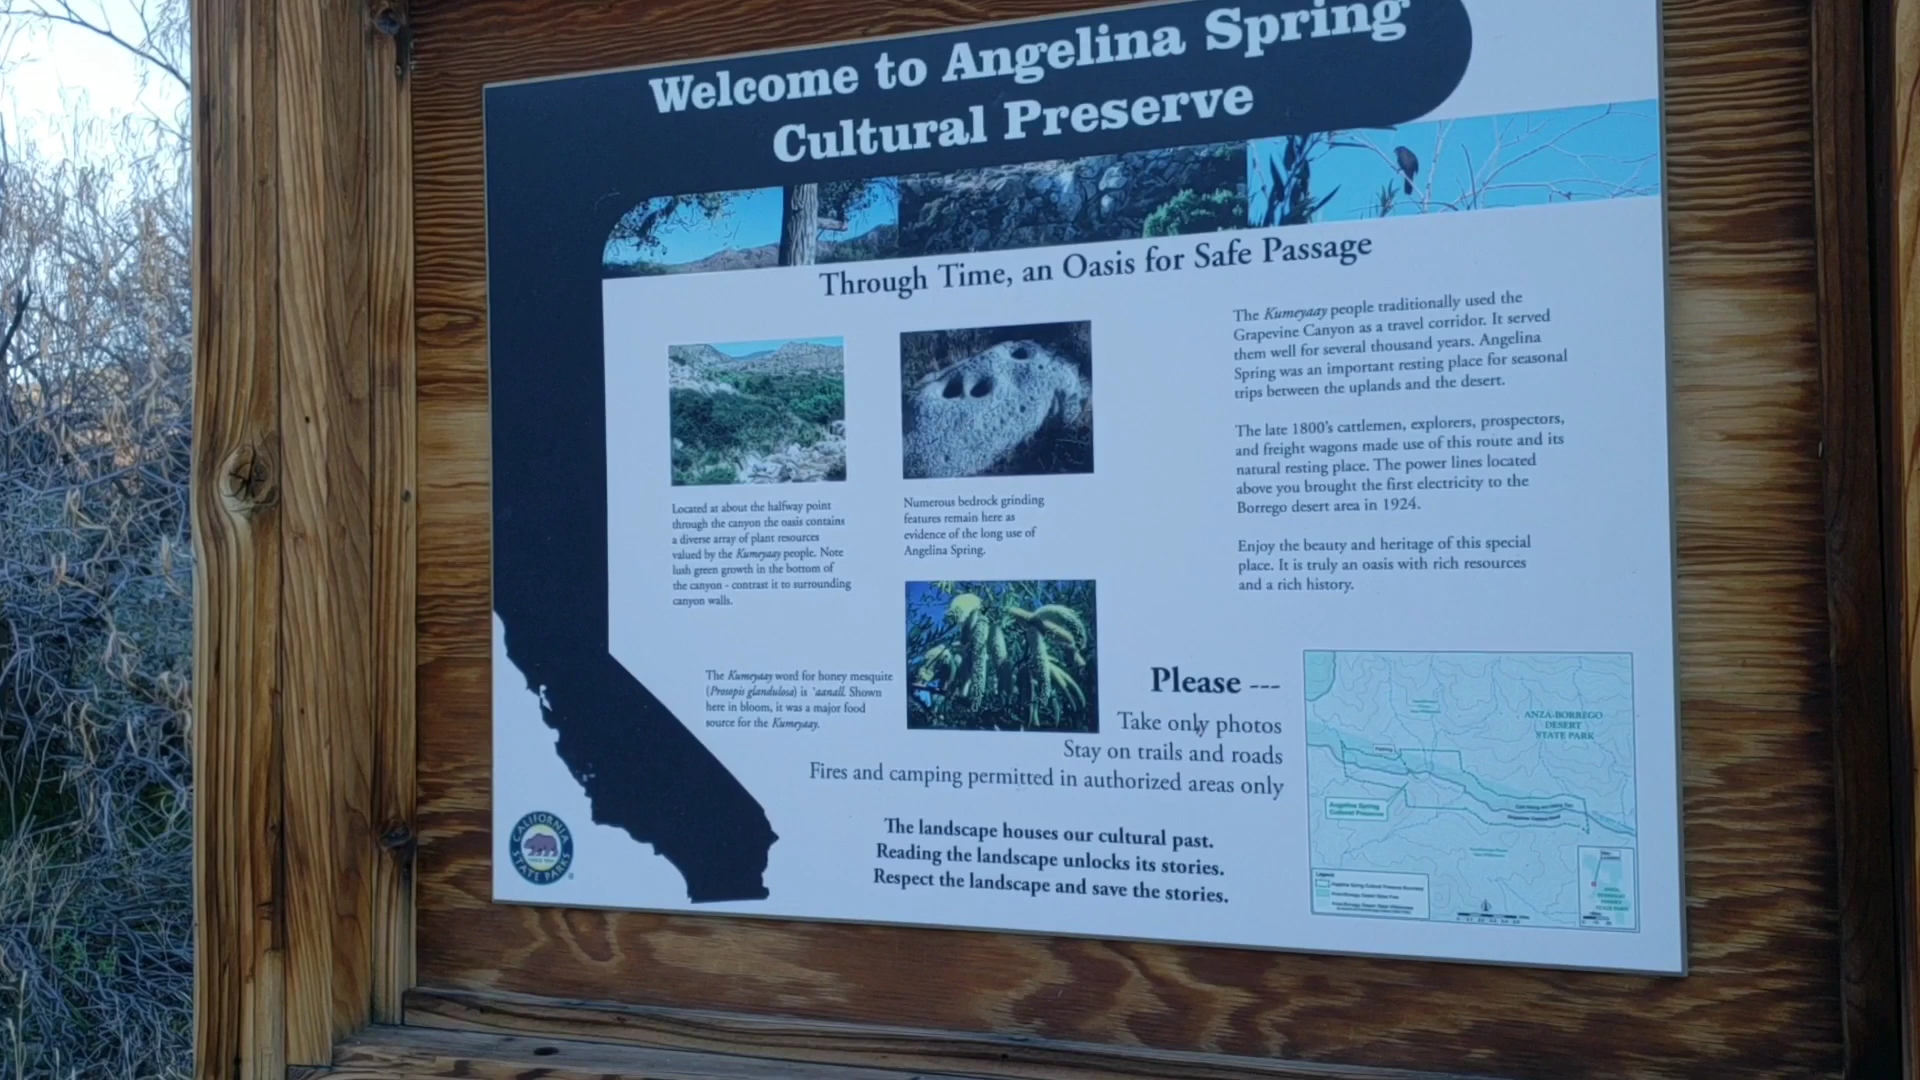 Welcome to Angelina Spring
Cultural Preserve
Through Time, an Oasis for Safe Passage
Located at about the halfway point
through the canyon the oasis contains
a diverse array of plant resources
valued by the Kumeyaay people. Note
lush green growth in the bottom of
the canyon - contrast it to surrounding
canyon walls.
Numerous bedrock grinding
features remain here as
evidence of the long use of
Angelina Spring.
The Kumeyaay word for honey mesquite
(Prosopis glandulosa) is 'aanall. Shown
here in bloom, it was a major food
source for the Kumeyaay.
The Kumeyaay people traditionally used the
Grapevine Canyon as a travel corridor. It served
them well for several thousand years. Angelina
Spring was an important resting place for seasonal
trips between the uplands and the desert.
The late 1800's cattlemen, explorers, prospectors,
and freight wagons made use of this route and its
natural resting place. The power lines located
above you brought the first electricity to the
Borrego desert area in 1924.
Enjoy the beauty and heritage of this special
place. It is truly an oasis with rich resources
and a rich history.
Please ---
Take only photos
Stay on trails and roads
Fires and camping permitted in authorized areas only
The landscape houses our cultural past.
Reading the landscape unlocks its stories.
Respect the landscape and save the stories.
CALIFORNIA
STATE PARKS
ANZA-BORREGO
DESERT
STATE PARK
Parking
Angelina Spring
Cultural Preserve
Legend